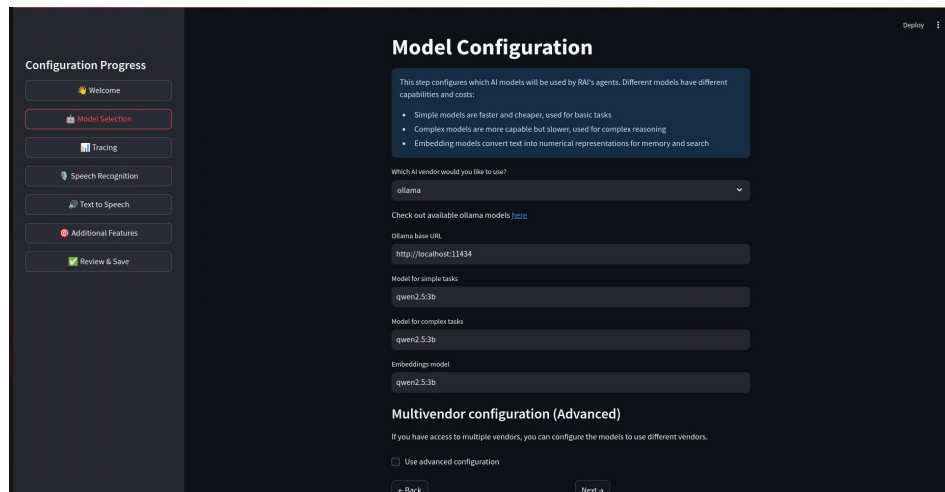 Deploy
Configuration Progress
👋 Welcome
🤖 Model Selection
📊 Tracing
🎙️ Speech Recognition
🔊 Text to Speech
🎯 Additional Features
✅ Review & Save
Model Configuration
This step configures which AI models will be used by RAI's agents. Different models have different
capabilities and costs:
• Simple models are faster and cheaper, used for basic tasks
• Complex models are more capable but slower, used for complex reasoning
• Embedding models convert text into numerical representations for memory and search
Which AI vendor would you like to use?
ollama
Check out available ollama models here
Ollama base URL
http://localhost:11434
Model for simple tasks
qwen2.5:3b
Model for complex tasks
qwen2.5:3b
Embeddings model
qwen2.5:3b
Multivendor configuration (Advanced)
If you have access to multiple vendors, you can configure the models to use different vendors.
Use advanced configuration
← Back
Next →